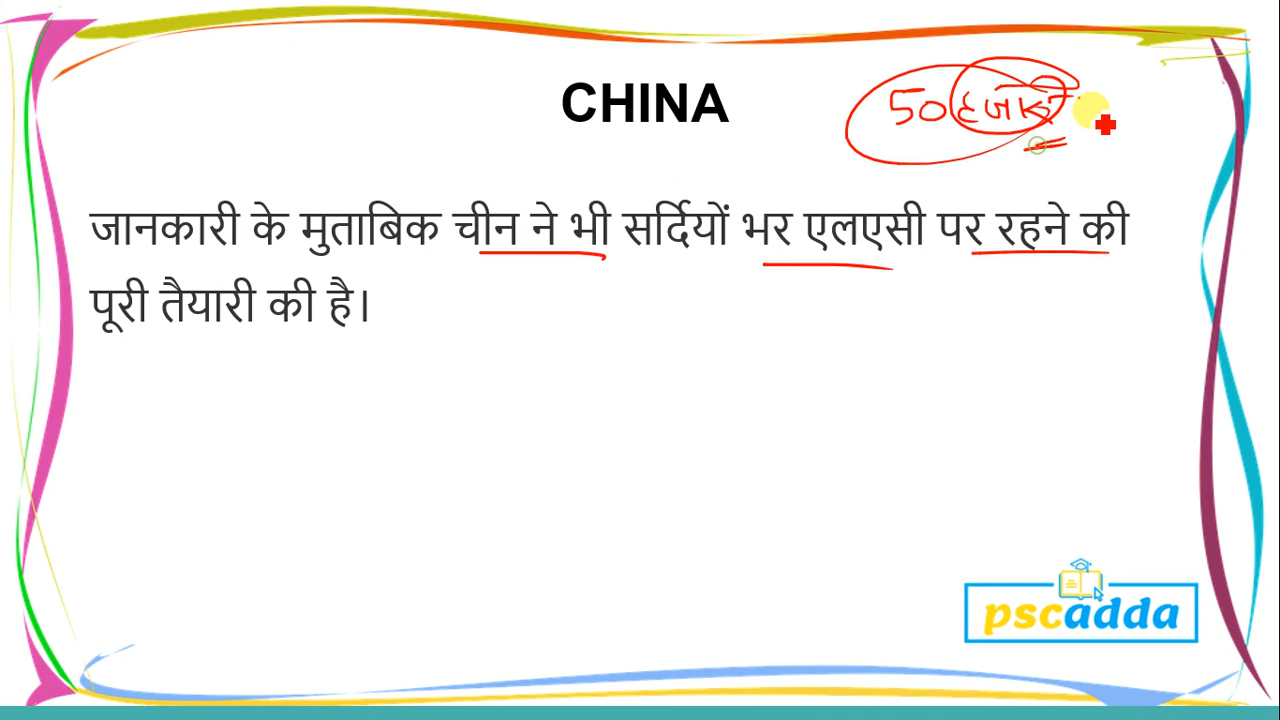 CHINA
50 हजार
जानकारी के मुताबिक चीन ने भी सर्दियों भर एलएसी पर रहने की
पूरी तैयारी की है।
pscadda